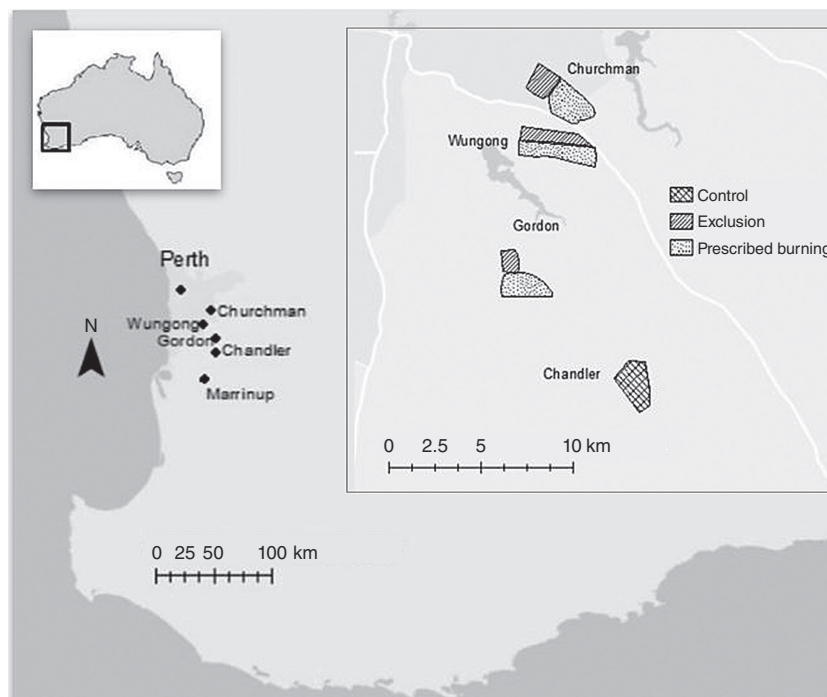 Churchman
Wungong
Gordon
Chandler
Control
Exclusion
Prescribed burning
0 2.5 5 10 km
Perth
N
Churchman
Wungong
Gordon
Chandler
Marrinup
0 25 50 100 km